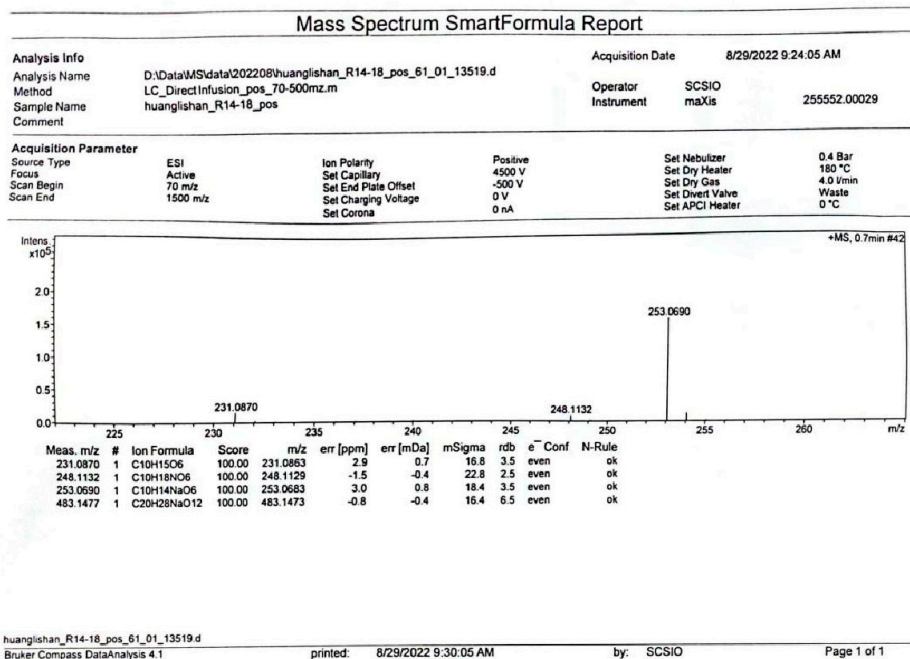 Mass Spectrum SmartFormula Report
Analysis Info Acquisition Date 8/29/2022 9:24:05 AM
Analysis Name D:\Data\MS\data\202208\huanglishan_R14-18_pos_61_01_13519.d
Method LC_DirectInfusion_pos_70-500mz.m Operator SCSIO
Sample Name huanglishan_R14-18_pos Instrument maXis 255552.00029
Comment
Acquisition Parameter
Source Type ESI Ion Polarity Positive Set Nebulizer 0.4 Bar
Focus Active Set Capillary 4500 V Set Dry Heater 180 °C
Scan Begin 70 m/z Set End Plate Offset -500 V Set Dry Gas 4.0 l/min
Scan End 1500 m/z Set Charging Voltage 0 V Set Divert Valve Waste
Set Corona 0 nA Set APCI Heater 0 °C
Intens. +MS, 0.7min #42
x10⁵
2.0
253.0690
1.5
1.0
0.5
231.0870 248.1132
0.0
225 230 235 240 245 250 255 260 m/z
Meas. m/z # Ion Formula Score m/z err [ppm] err [mDa] mSigma rdb e⁻ Conf N-Rule
231.0870 1 C10H15O6 100.00 231.0863 2.9 0.7 16.8 3.5 even ok
248.1132 1 C10H18NO6 100.00 248.1129 -1.5 -0.4 22.8 2.5 even ok
253.0690 1 C10H14NaO6 100.00 253.0683 3.0 0.8 18.4 3.5 even ok
483.1477 1 C20H28NaO12 100.00 483.1473 -0.8 -0.4 16.4 6.5 even ok
huanglishan_R14-18_pos_61_01_13519.d
Bruker Compass DataAnalysis 4.1 printed: 8/29/2022 9:30:05 AM by: SCSIO Page 1 of 1